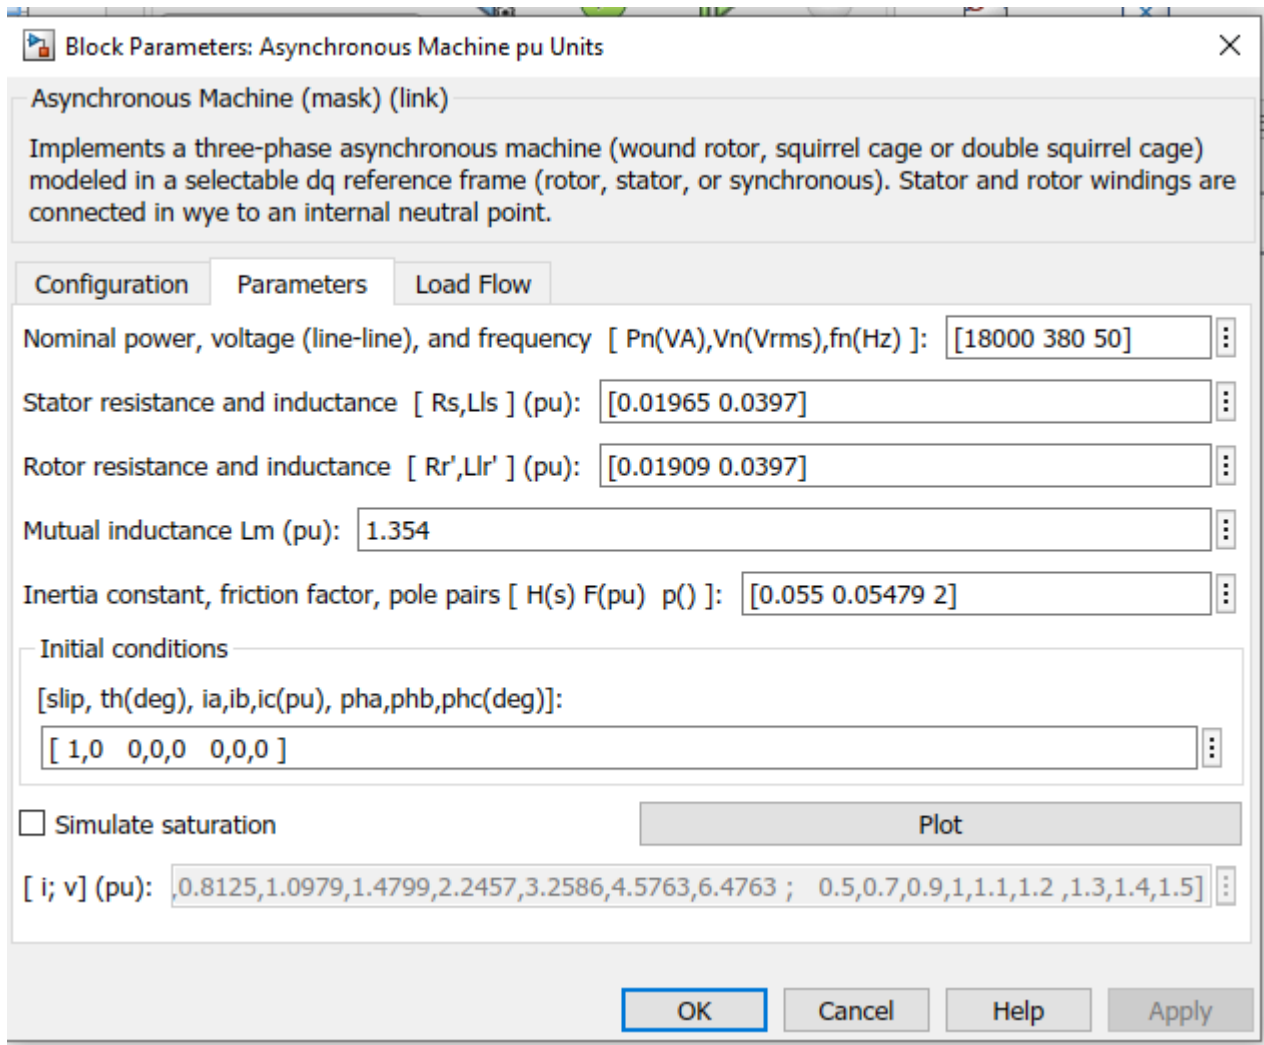 Block Parameters: Asynchronous Machine pu Units
Asynchronous Machine (mask) (link)
Implements a three-phase asynchronous machine (wound rotor, squirrel cage or double squirrel cage)
modeled in a selectable dq reference frame (rotor, stator, or synchronous). Stator and rotor windings are
connected in wye to an internal neutral point.
Configuration Parameters Load Flow
Nominal power, voltage (line-line), and frequency [ Pn(VA),Vn(Vrms),fn(Hz) ]: [18000 380 50]
Stator resistance and inductance [ Rs,Lls ] (pu): [0.01965 0.0397]
Rotor resistance and inductance [ Rr',Llr' ] (pu): [0.01909 0.0397]
Mutual inductance Lm (pu): 1.354
Inertia constant, friction factor, pole pairs [ H(s) F(pu) p() ]: [0.055 0.05479 2]
Initial conditions
[slip, th(deg), ia,ib,ic(pu), pha,phb,phc(deg)]:
[ 1,0 0,0,0 0,0,0 ]
Simulate saturation Plot
[ i; v] (pu): ,0.8125,1.0979,1.4799,2.2457,3.2586,4.5763,6.4763 ; 0.5,0.7,0.9,1,1.1,1.2 ,1.3,1.4,1.5]
OK Cancel Help Apply